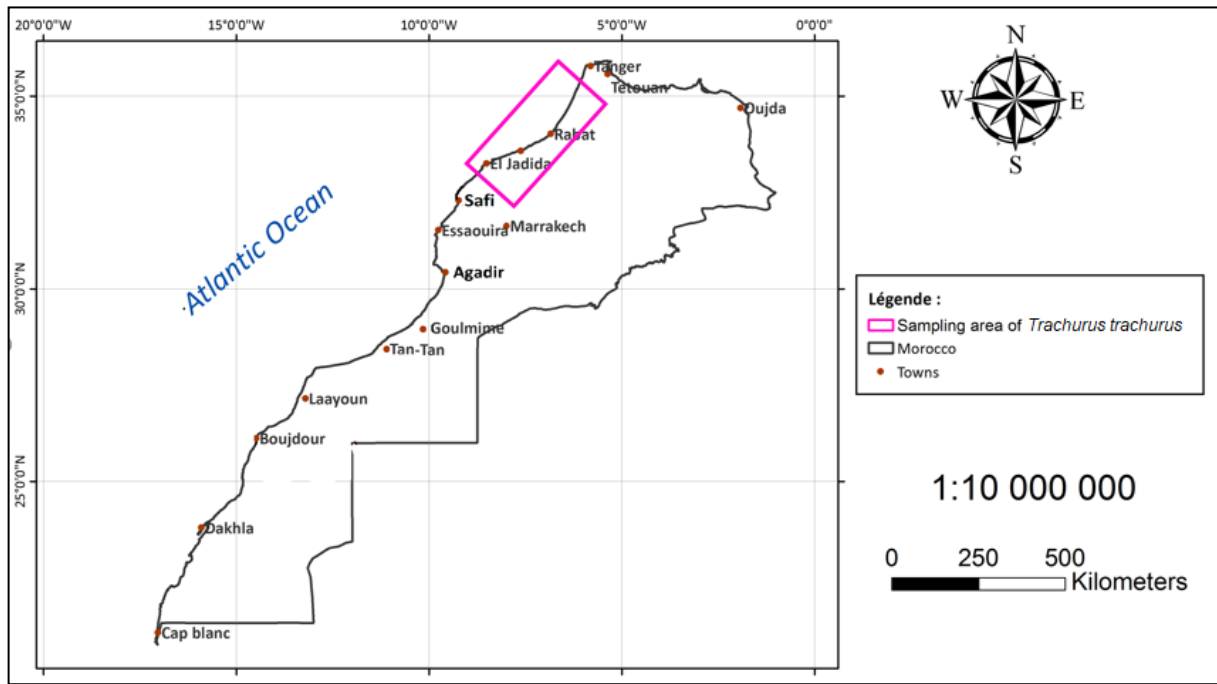 20°0'0"W 15°0'0"W 10°0'0"W 5°0'0"W 0°0'0"
35°0'0"N
30°0'0"N
25°0'0"N
Tanger
Tetouan
Oujda
Rabat
El Jadida
Safi
Essaouira
Marrakech
Agadir
Goulmime
Tan-Tan
Laayoun
Boujdour
Dakhla
Cap blanc
Atlantic Ocean
N
W E
S
Légende :
Sampling area of Trachurus trachurus
Morocco
Towns
1:10 000 000
0 250 500
Kilometers